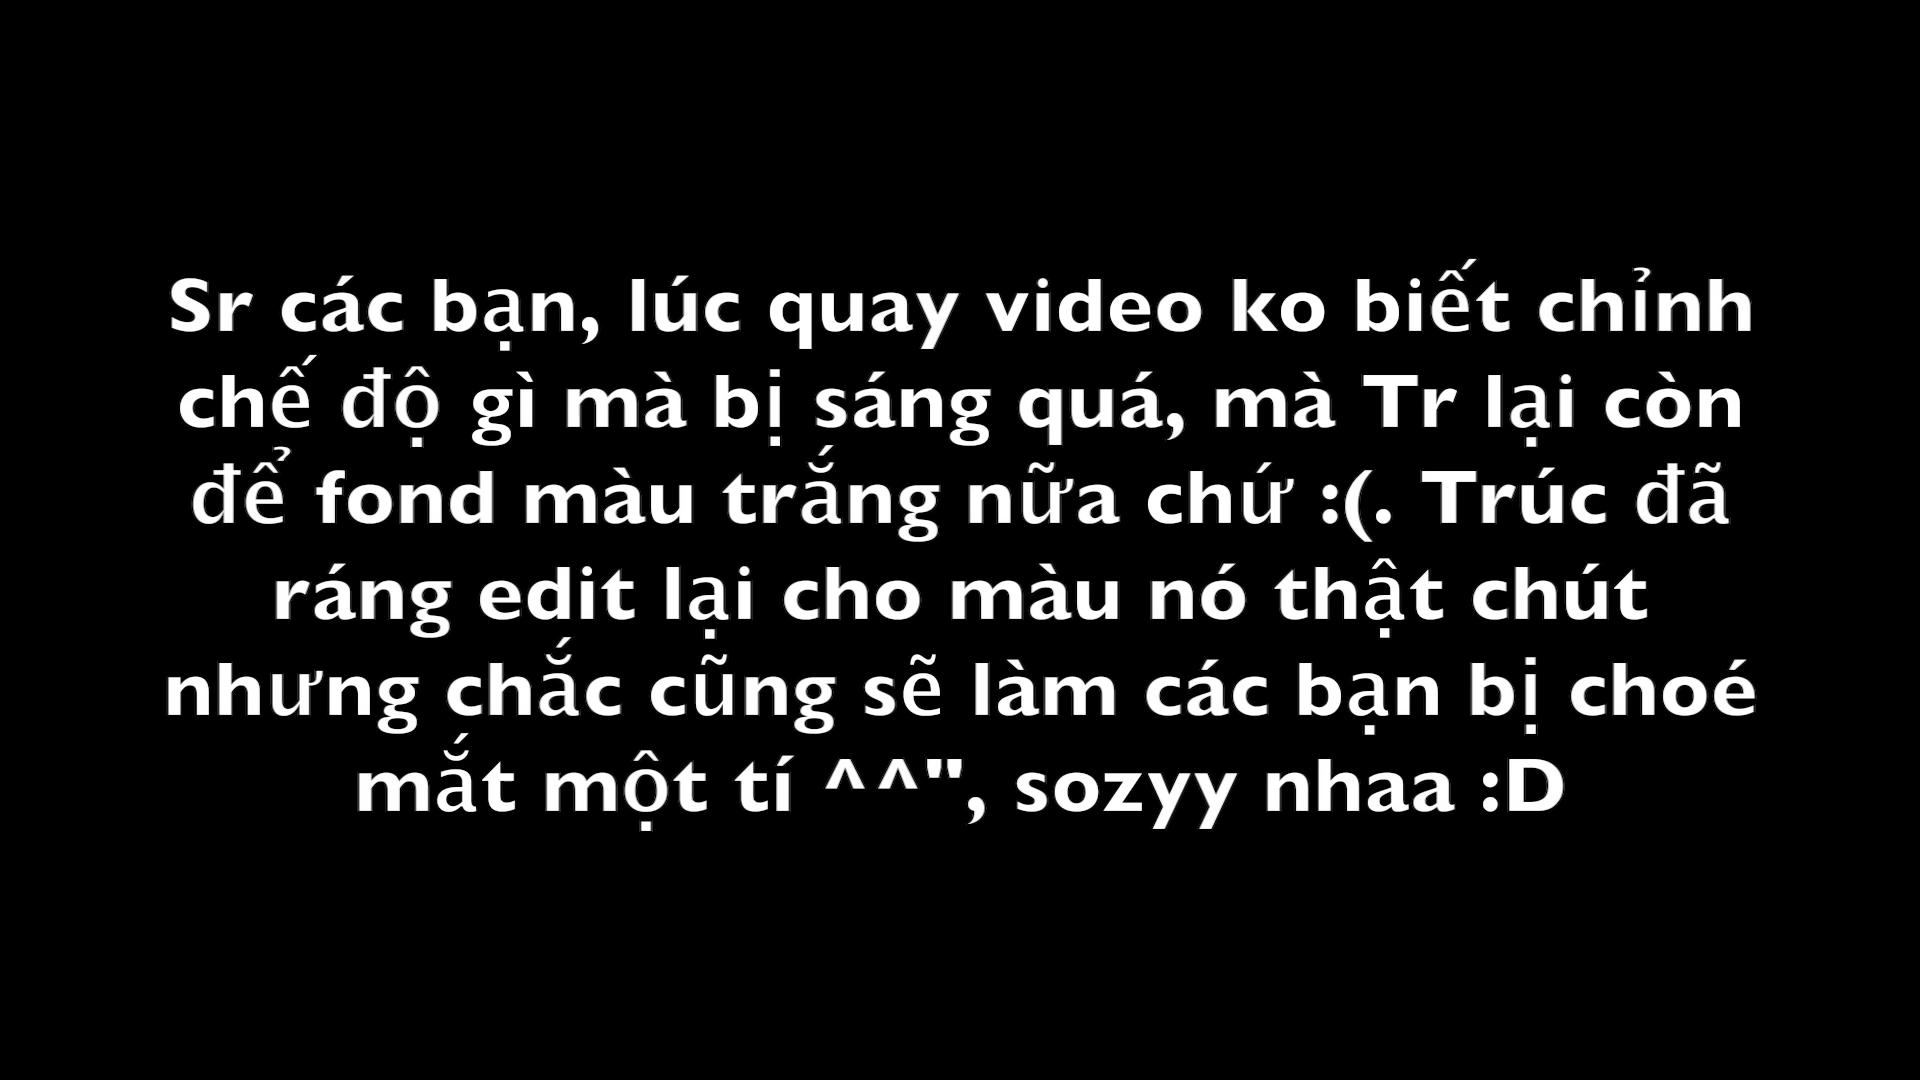 Sr các bạn, lúc quay video ko biết chỉnh
chế độ gì mà bị sáng quá, mà Tr lại còn
để fond màu trắng nữa chứ :(. Trúc đã
ráng edit lại cho màu nó thật chút
nhưng chắc cũng sẽ làm các bạn bị choé
mắt một tí ^^", sozyy nhaa :D